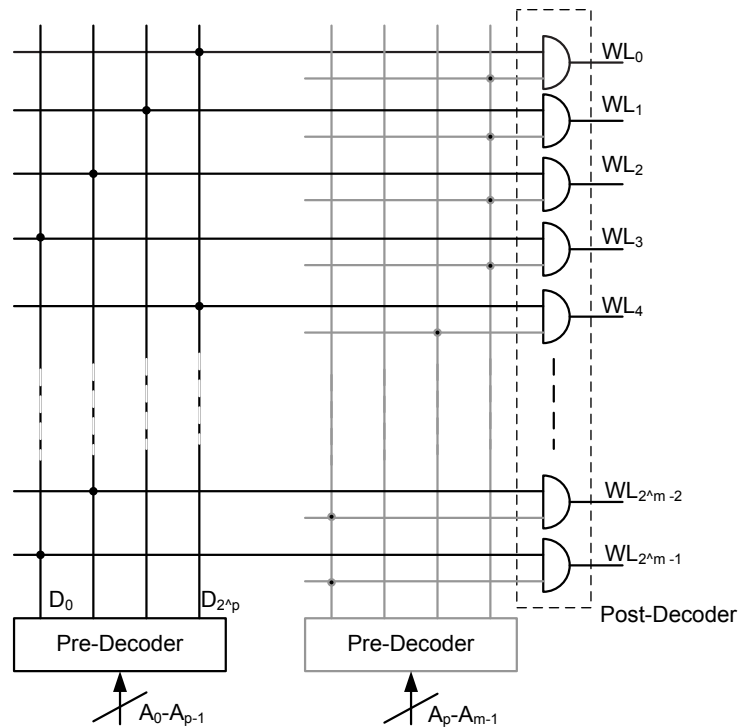 WL0
WL1
WL2
WL3
WL4
WL2^m -2
WL2^m -1
D0
D2^p
Post-Decoder
Pre-Decoder
Pre-Decoder
A0-Ap-1
Ap-Am-1